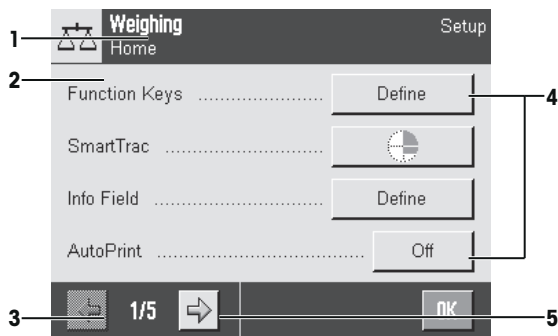 Weighing
Home
Setup
1
2
Function Keys ........................ Define
4
SmartTrac ..............................
Info Field ................................ Define
AutoPrint ....................................... Off
3
1/5
OK
5